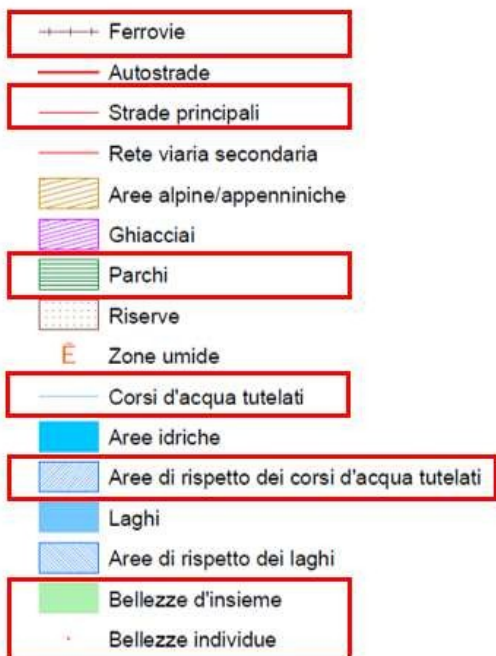 Ferrovie
Autostrade
Strade principali
Rete viaria secondaria
Aree alpine/appenniniche
Ghiacciai
Parchi
Riserve
Ê Zone umide
Corsi d'acqua tutelati
Aree idriche
Aree di rispetto dei corsi d'acqua tutelati
Laghi
Aree di rispetto dei laghi
Bellezze d'insieme
Bellezze individue